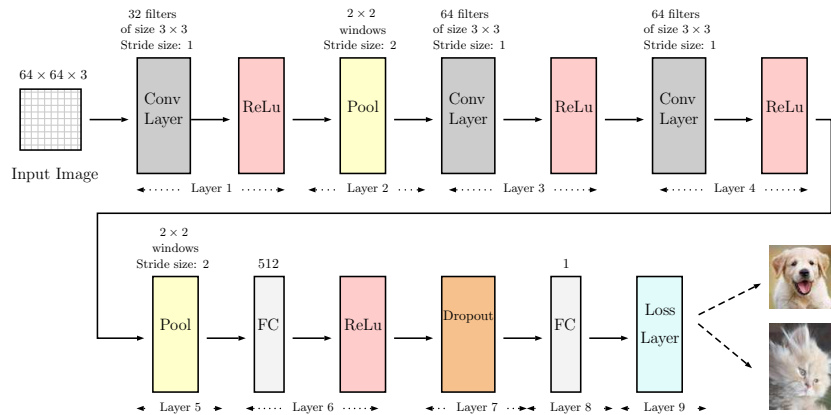 32 filters
of size 3 × 3
Stride size: 1
2 × 2
windows
Stride size: 2
64 filters
of size 3 × 3
Stride size: 1
64 filters
of size 3 × 3
Stride size: 1
64 × 64 × 3
Conv
Layer
ReLu
Pool
Conv
Layer
ReLu
Conv
Layer
ReLu
Input Image
Layer 1
Layer 2
Layer 3
Layer 4
2 × 2
windows
Stride size: 2
512
1
Pool
FC
ReLu
Dropout
FC
Loss
Layer
Layer 5
Layer 6
Layer 7
Layer 8
Layer 9